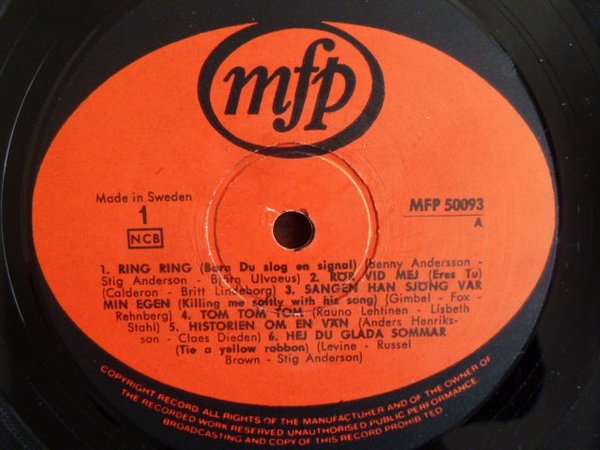 mfp
Made in Sweden
1
NCB
MFP 50093
A
1. RING RING (Bara Du slog en signal) (Benny Andersson -
Stig Anderson - Björn Ulvaeus) 2. RÖR VID MEJ (Eres Tu)
(Calderon - Britt Lindeborg) 3. SANGEN HAN SJÖNG VAR
MIN EGEN (Killing me softly with his song) (Gimbel - Fox -
Rehnberg) 4. TOM TOM TOM (Rauno Lehtinen - Lisbeth
Stahl) 5. HISTORIEN OM EN VÄN (Anders Henriks-
son - Claes Dieden) 6. HEJ DU GLADA SOMMAR
(Tie a yellow robbon) (Levine - Russel
Brown - Stig Anderson)
COPYRIGHT RECORD ALL RIGHTS OF THE MANUFACTURER AND OF THE OWNER OF
THE RECORDED WORK RESERVED UNAUTHORISED PUBLIC PERFORMANCE
BROADCASTING AND COPY OF THIS RECORD PROHIBITED